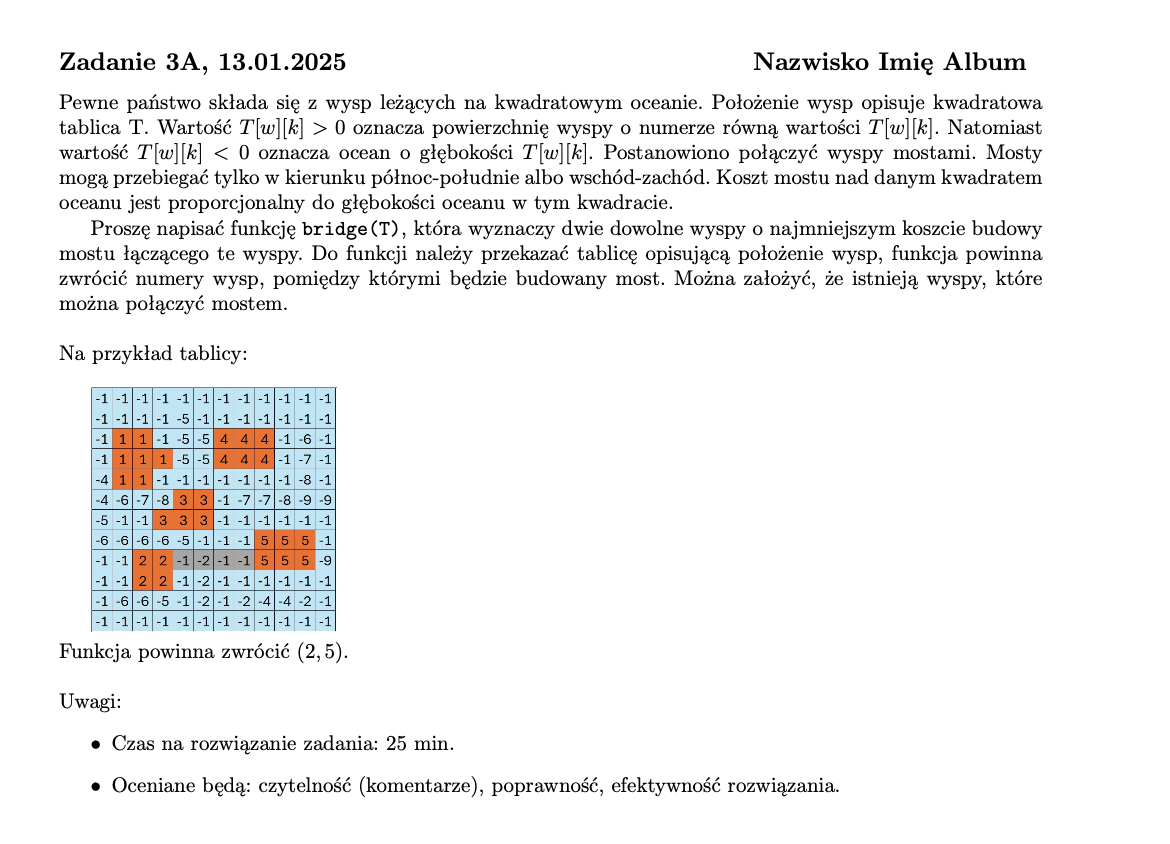 Zadanie 3A, 13.01.2025 Nazwisko Imię Album
Pewne państwo składa się z wysp leżących na kwadratowym oceanie. Położenie wysp opisuje kwadratowa
tablica T. Wartość T[w][k] > 0 oznacza powierzchnię wyspy o numerze równą wartości T[w][k]. Natomiast
wartość T[w][k] < 0 oznacza ocean o głębokości T[w][k]. Postanowiono połączyć wyspy mostami. Mosty
mogą przebiegać tylko w kierunku północ-południe albo wschód-zachód. Koszt mostu nad danym kwadratem
oceanu jest proporcjonalny do głębokości oceanu w tym kwadracie.
Proszę napisać funkcję bridge(T), która wyznaczy dwie dowolne wyspy o najmniejszym koszcie budowy
mostu łączącego te wyspy. Do funkcji należy przekazać tablicę opisującą położenie wysp, funkcja powinna
zwrócić numery wysp, pomiędzy którymi będzie budowany most. Można założyć, że istnieją wyspy, które
można połączyć mostem.
Na przykład tablicy:
-1 -1 -1 -1 -1 -1 -1 -1 -1 -1 -1 -1
-1 -1 -1 -1 -5 -1 -1 -1 -1 -1 -1 -1
-1 1 1 -1 -5 -5 4 4 4 -1 -6 -1
-1 1 1 1 -5 -5 4 4 4 -1 -7 -1
-4 1 1 -1 -1 -1 -1 -1 -1 -1 -8 -1
-4 -6 -7 -8 3 3 -1 -7 -7 -8 -9 -9
-5 -1 -1 3 3 3 -1 -1 -1 -1 -1 -1
-6 -6 -6 -6 -5 -1 -1 -1 5 5 5 -1
-1 -1 2 2 -1 -2 -1 -1 5 5 5 -9
-1 -1 2 2 -1 -2 -1 -1 -1 -1 -1 -1
-1 -6 -6 -5 -1 -2 -1 -2 -4 -4 -2 -1
-1 -1 -1 -1 -1 -1 -1 -1 -1 -1 -1 -1
Funkcja powinna zwrócić (2, 5).
Uwagi:
• Czas na rozwiązanie zadania: 25 min.
• Oceniane będą: czytelność (komentarze), poprawność, efektywność rozwiązania.